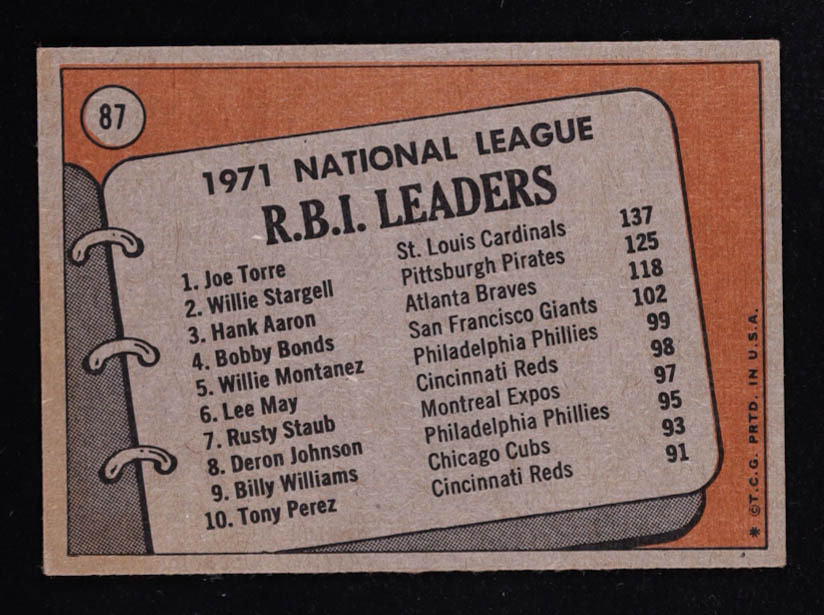 87
1971 NATIONAL LEAGUE
R.B.I. LEADERS
1. Joe Torre St. Louis Cardinals 137
2. Willie Stargell Pittsburgh Pirates 125
3. Hank Aaron Atlanta Braves 118
4. Bobby Bonds San Francisco Giants 102
5. Willie Montanez Philadelphia Phillies 99
6. Lee May Cincinnati Reds 98
7. Rusty Staub Montreal Expos 97
8. Deron Johnson Philadelphia Phillies 95
9. Billy Williams Chicago Cubs 93
10. Tony Perez Cincinnati Reds 91
* ©T.C.G. PRTD. IN U.S.A.